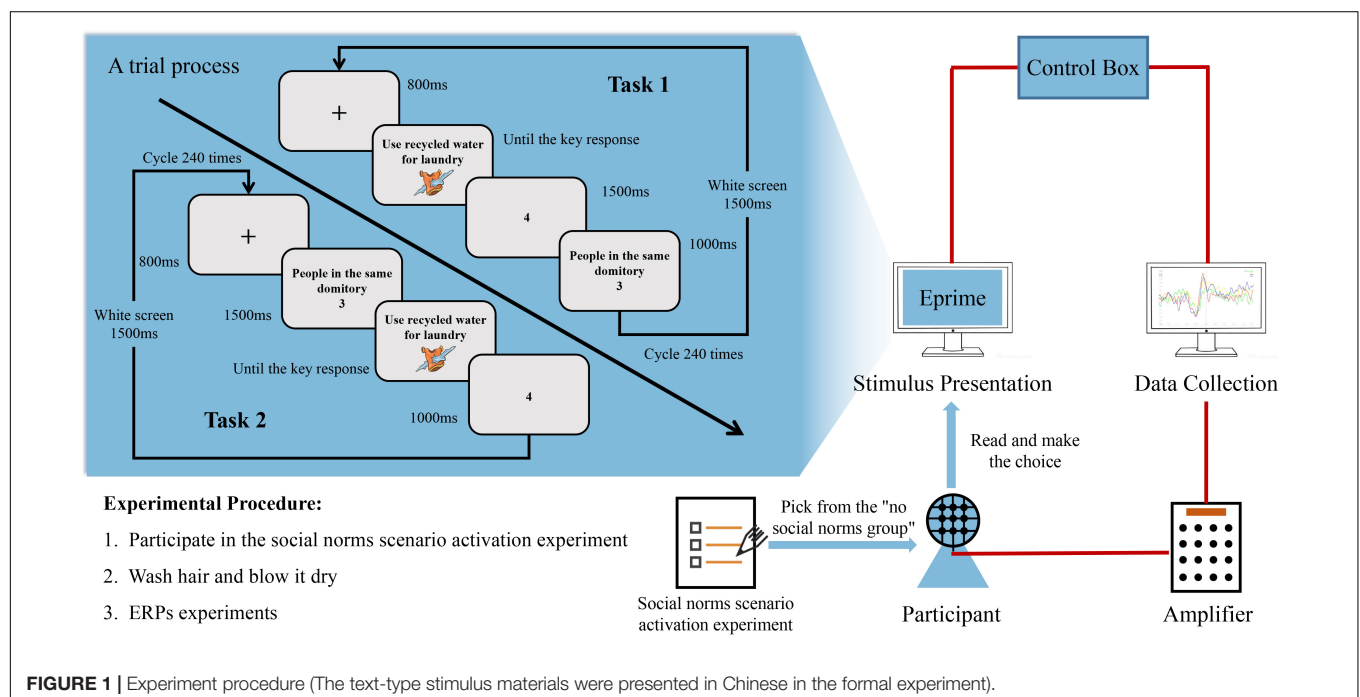 A trial process
Task 1
+
800ms
Use recycled water
for laundry
Until the key response
4
1500ms
People in the same
domitory
3
1000ms
White screen
1500ms
Cycle 240 times
Cycle 240 times
+
800ms
People in the same
domitory
3
1500ms
Use recycled water
for laundry
Until the key response
4
1000ms
White screen
1500ms
Task 2
Control Box
Eprime
Stimulus Presentation
Data Collection
Read and make
the choice
Pick from the "no
social norms group"
Social norms scenario
activation experiment
Participant
Amplifier
Experimental Procedure:
1. Participate in the social norms scenario activation experiment
2. Wash hair and blow it dry
3. ERPs experiments
FIGURE 1 | Experiment procedure (The text-type stimulus materials were presented in Chinese in the formal experiment).